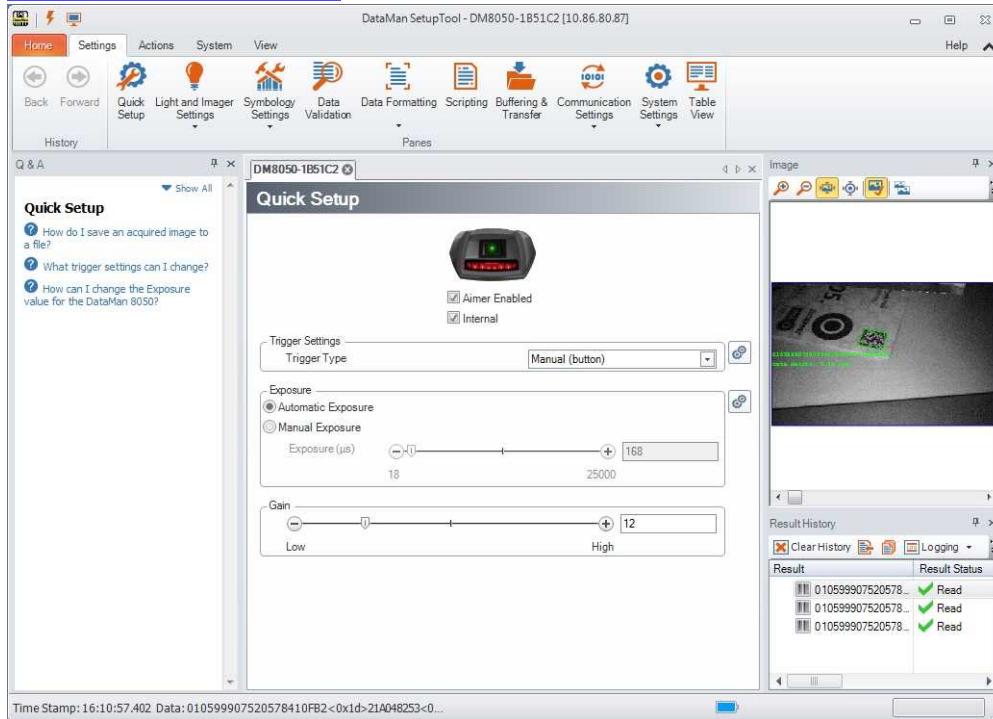 DataMan SetupTool - DM8050-1B51C2 [10.86.80.87]
Home Settings Actions System View Help
Back Forward Quick Setup Light and Imager Settings Symbology Settings Data Validation Data Formatting Scripting Buffering & Transfer Communication Settings System Settings Table View
History Panes
Q & A
Show All
Quick Setup
How do I save an acquired image to
a file?
What trigger settings can I change?
How can I change the Exposure
value for the DataMan 8050?
DM8050-1B51C2
Quick Setup
Aimer Enabled
Internal
Trigger Settings
Trigger Type Manual (button)
Exposure
Automatic Exposure
Manual Exposure
Exposure (µs) 168
18 25000
Gain
12
Low High
Image
Result History
Clear History Logging
Result Result Status
010599907520578... Read
010599907520578... Read
010599907520578... Read
Time Stamp: 16:10:57.402 Data: 010599907520578410FB2<0x1d>21A048253<0...